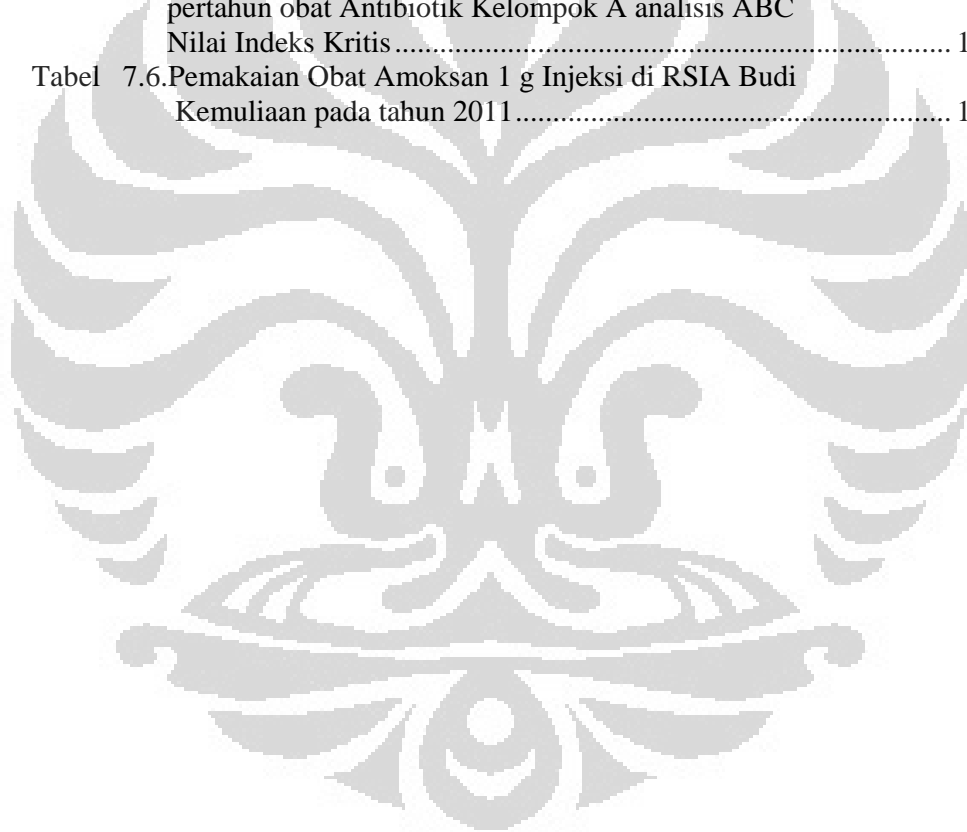 pertahun obat Antibiotik Kelompok A analisis ABC
Nilai Indeks Kritis........................................................................... 1
Tabel 7.6.Pemakaian Obat Amoksan 1 g Injeksi di RSIA Budi
Kemuliaan pada tahun 2011........................................................... 1